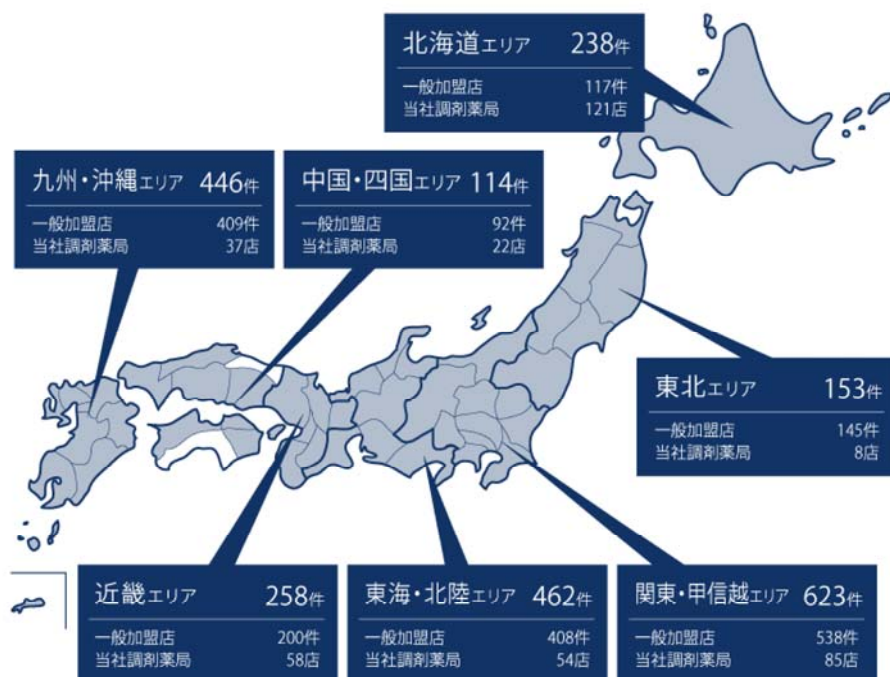 北海道エリア 238件
一般加盟店 117件
当社調剤薬局 121店
九州・沖縄エリア 446件
一般加盟店 409件
当社調剤薬局 37店
中国・四国エリア 114件
一般加盟店 92件
当社調剤薬局 22店
東北エリア 153件
一般加盟店 145件
当社調剤薬局 8店
近畿エリア 258件
一般加盟店 200件
当社調剤薬局 58店
東海・北陸エリア 462件
一般加盟店 408件
当社調剤薬局 54店
関東・甲信越エリア 623件
一般加盟店 538件
当社調剤薬局 85店